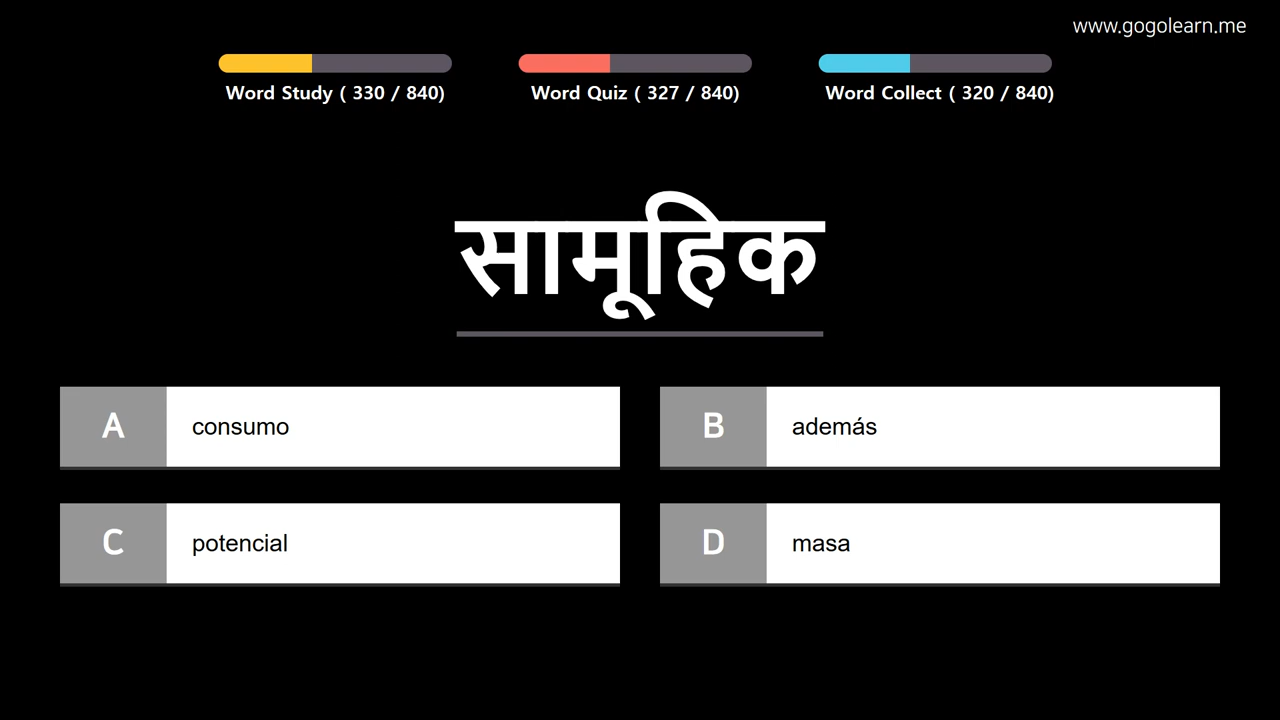 www.gogolearn.me
Word Study ( 330 / 840)
Word Quiz ( 327 / 840)
Word Collect ( 320 / 840)
सामूहिक
A consumo
B además
C potencial
D masa